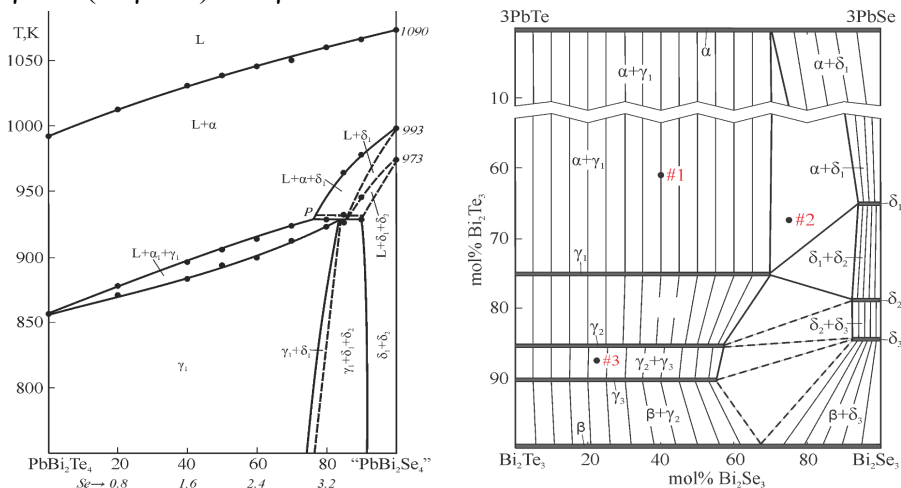 T,K
L
1090
1050
L+α
1000
993
L+δ₁
973
950
L+α+δ₁
P
L+δ₁+δ₂
900
L+α₁+γ₁
850
γ₁
γ₁+δ₁
γ₁+δ₁+δ₂
δ₁+δ₂
800
PbBi₂Te₄ 20 40 60 80 “PbBi₂Se₄”
Se→ 0.8 1.6 2.4 3.2
3PbTe 3PbSe
α
α+γ₁
α+δ₁
10
α+γ₁
#1
α+δ₁
60
#2
δ₁
70
γ₁
δ₁+δ₂
mol% Bi₂Te₃
δ₂
80
γ₂
δ₂+δ₃
δ₃
#3
γ₂+γ₃
90
γ₃
β
β+γ₂
β+δ₃
Bi₂Te₃ 20 40 60 80 Bi₂Se₃
mol% Bi₂Se₃